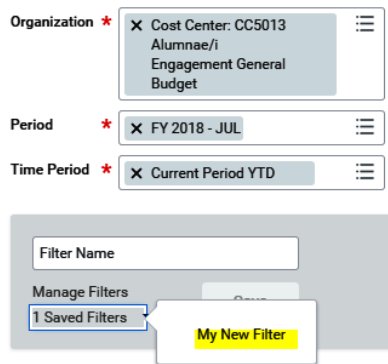 Organization * × Cost Center: CC5013
Alumnae/i
Engagement General
Budget
Period * × FY 2018 - JUL
Time Period * × Current Period YTD
Filter Name
Manage Filters
Save
1 Saved Filters
My New Filter